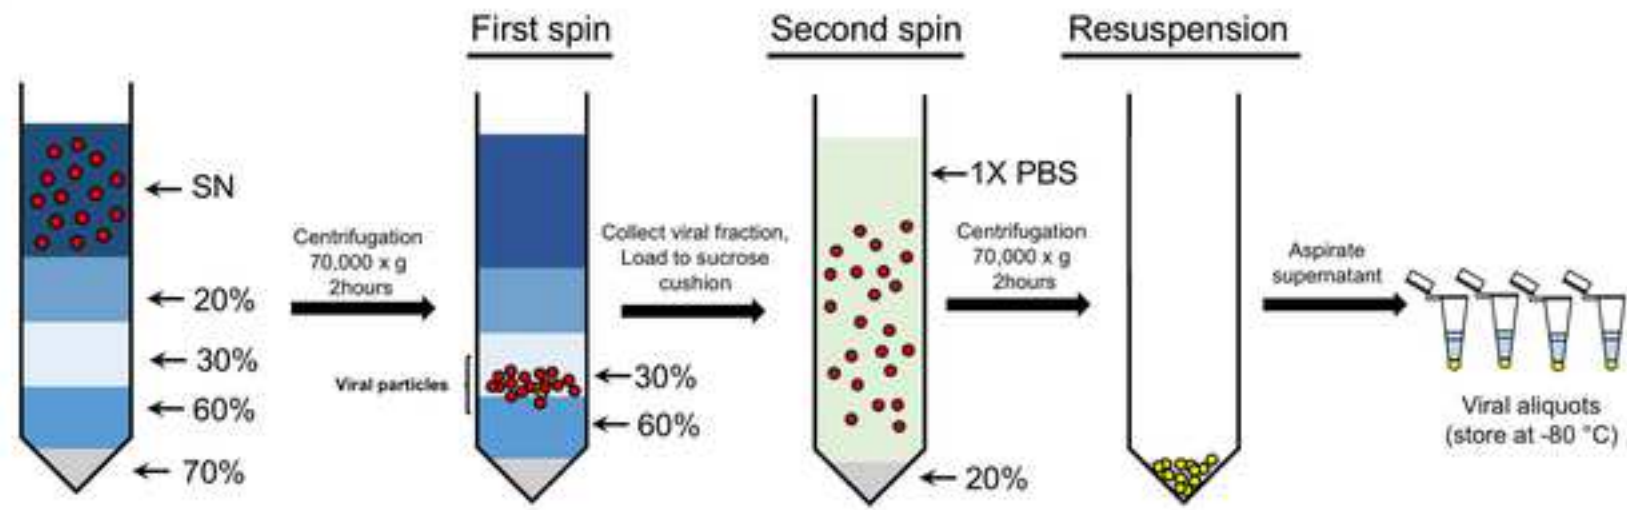 First spin
Second spin
Resuspension
SN
20%
30%
60%
70%
Centrifugation
70,000 x g
2hours
Viral particles
30%
60%
Collect viral fraction,
Load to sucrose
cushion
1X PBS
20%
Centrifugation
70,000 x g
2hours
Aspirate
supernatant
Viral aliquots
(store at -80 °C)